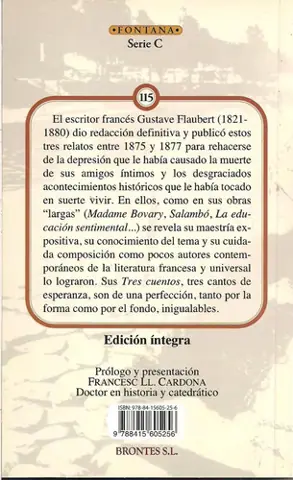 • FONTANA •
Serie C
115
El escritor francés Gustave Flaubert (1821-
1880) dio redacción definitiva y publicó estos
tres relatos entre 1875 y 1877 para rehacerse
de la depresión que le había causado la muerte
de sus amigos íntimos y los desgraciados
acontecimientos históricos que le había tocado
en suerte vivir. En ellos, como en sus obras
“largas” (Madame Bovary, Salambó, La edu-
cación sentimental...) se revela su maestría ex-
positiva, su conocimiento del tema y su cuida-
da composición como pocos autores contem-
poráneos de la literatura francesa y universal
lo lograron. Sus Tres cuentos, tres cantos de
esperanza, son de una perfección, tanto por la
forma como por el fondo, inigualables.
Edición íntegra
Prólogo y presentación
FRANCESC LL. CARDONA
Doctor en historia y catedrático
ISBN: 978-84-15605-25-6
9 788415 605256
BRONTES S.L.